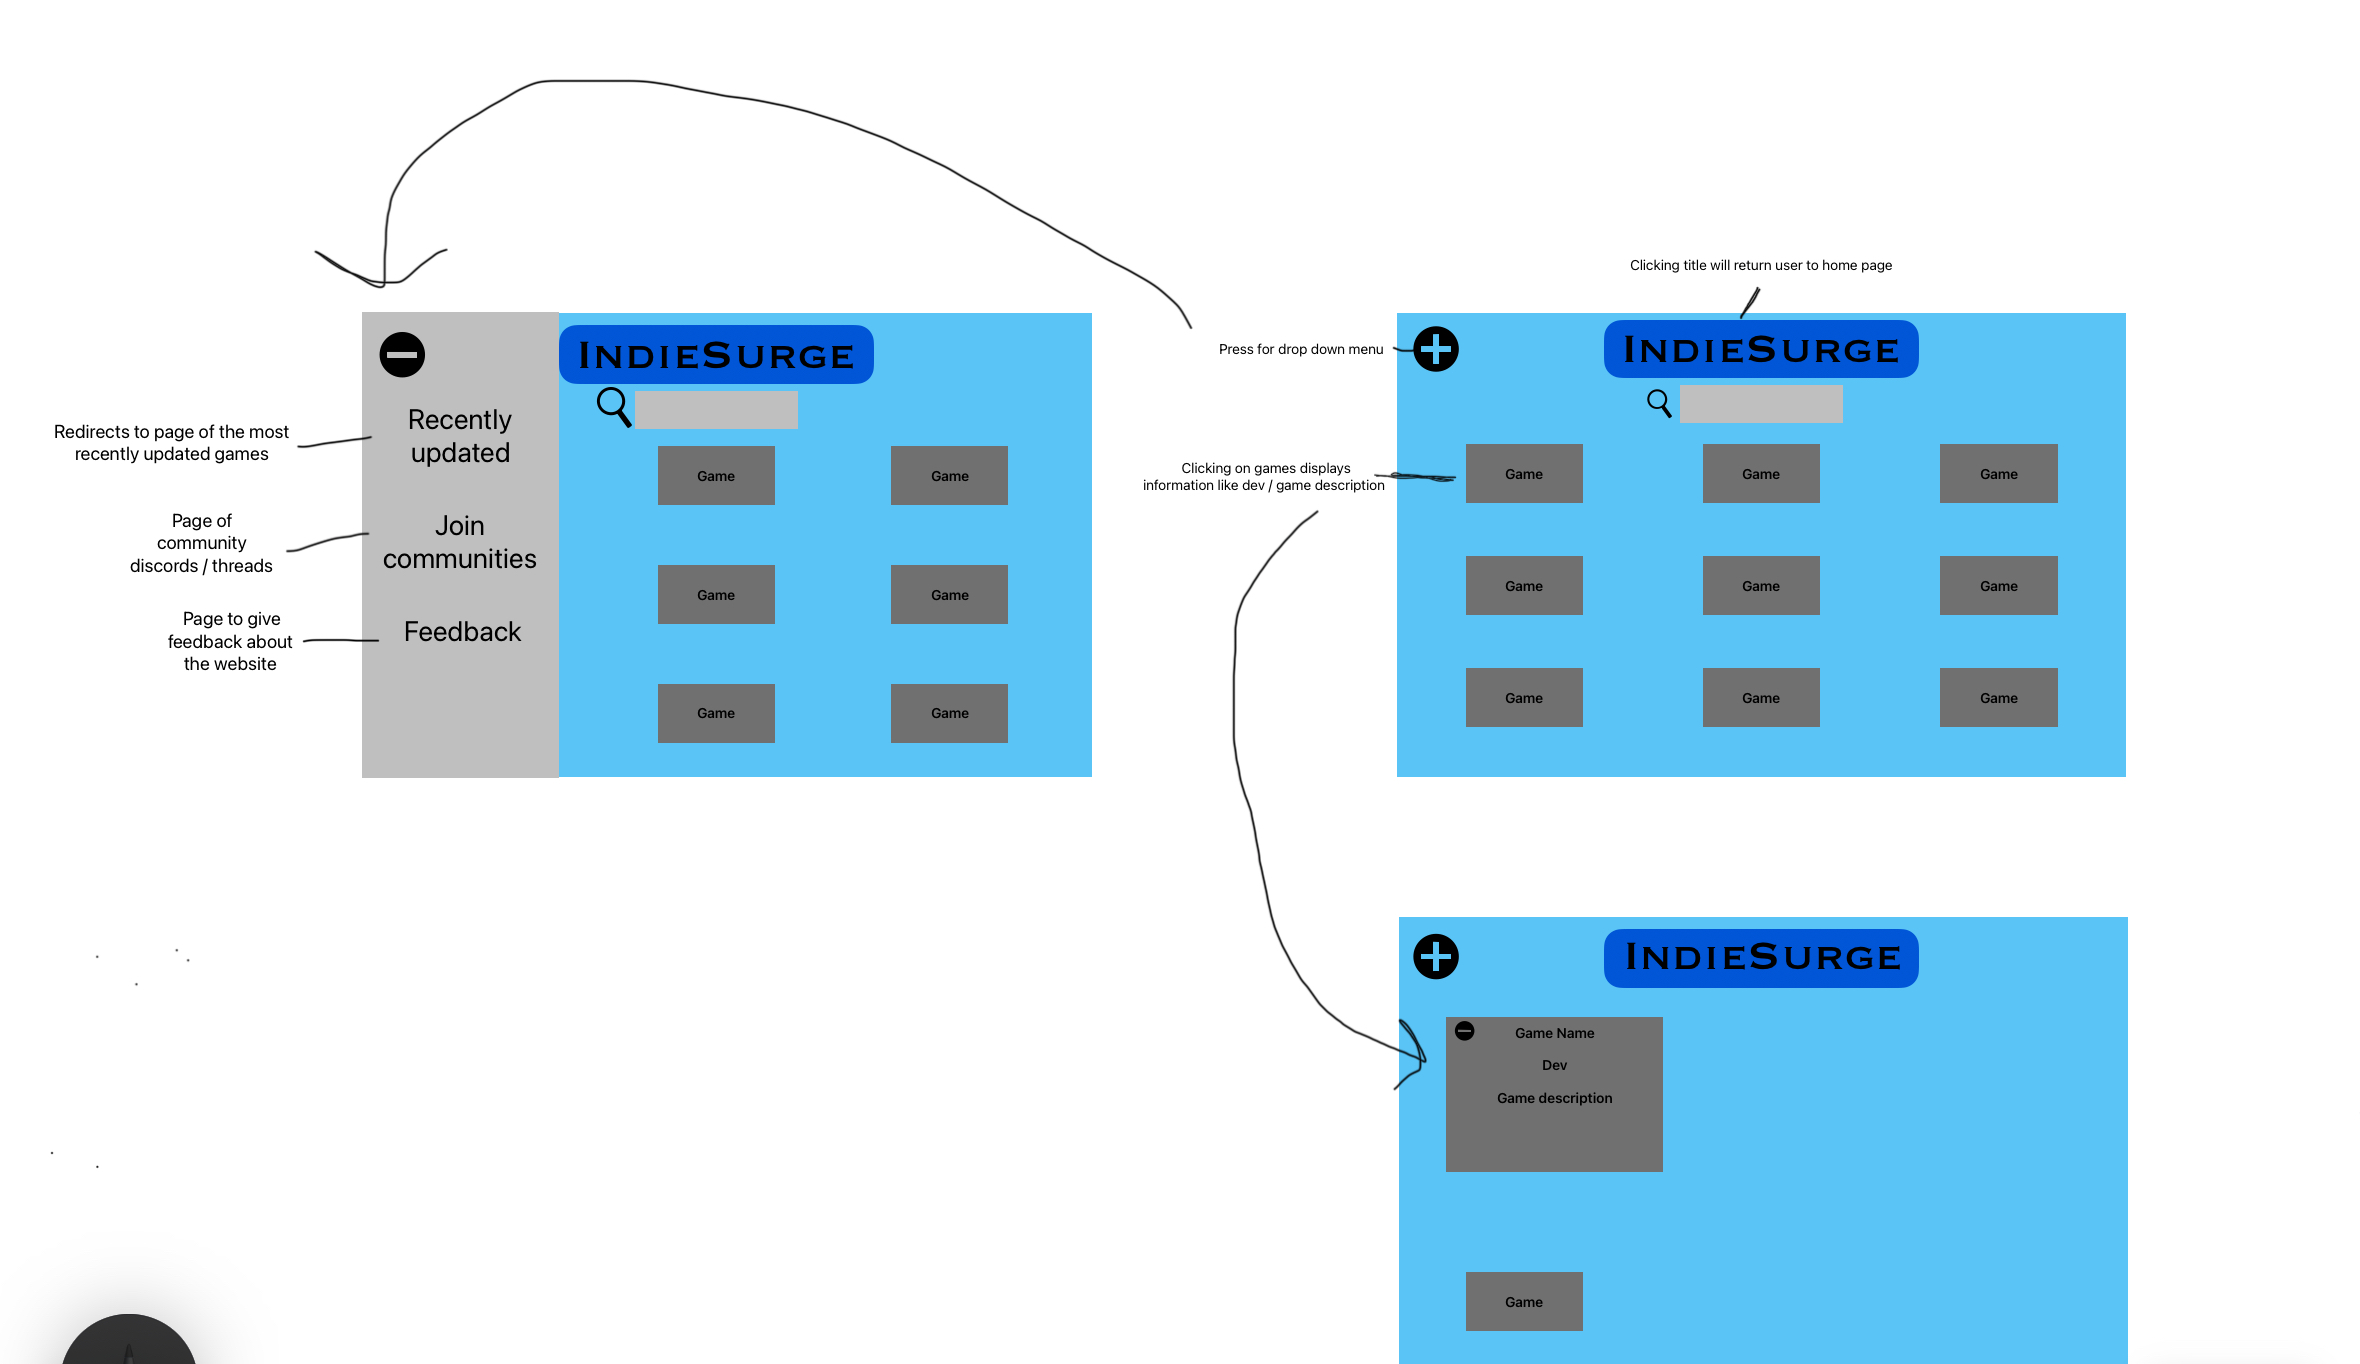 Clicking title will return user to home page
Press for drop down menu
INDIESURGE
Clicking on games displays
information like dev / game description
Game
Game
Game
Game
Game
Game
Game
Game
Game
INDIESURGE
Recently
updated
Join
communities
Feedback
Game
Game
Game
Game
Game
Game
Redirects to page of the most
recently updated games
Page of
community
discords / threads
Page to give
feedback about
the website
INDIESURGE
Game Name
Dev
Game description
Game